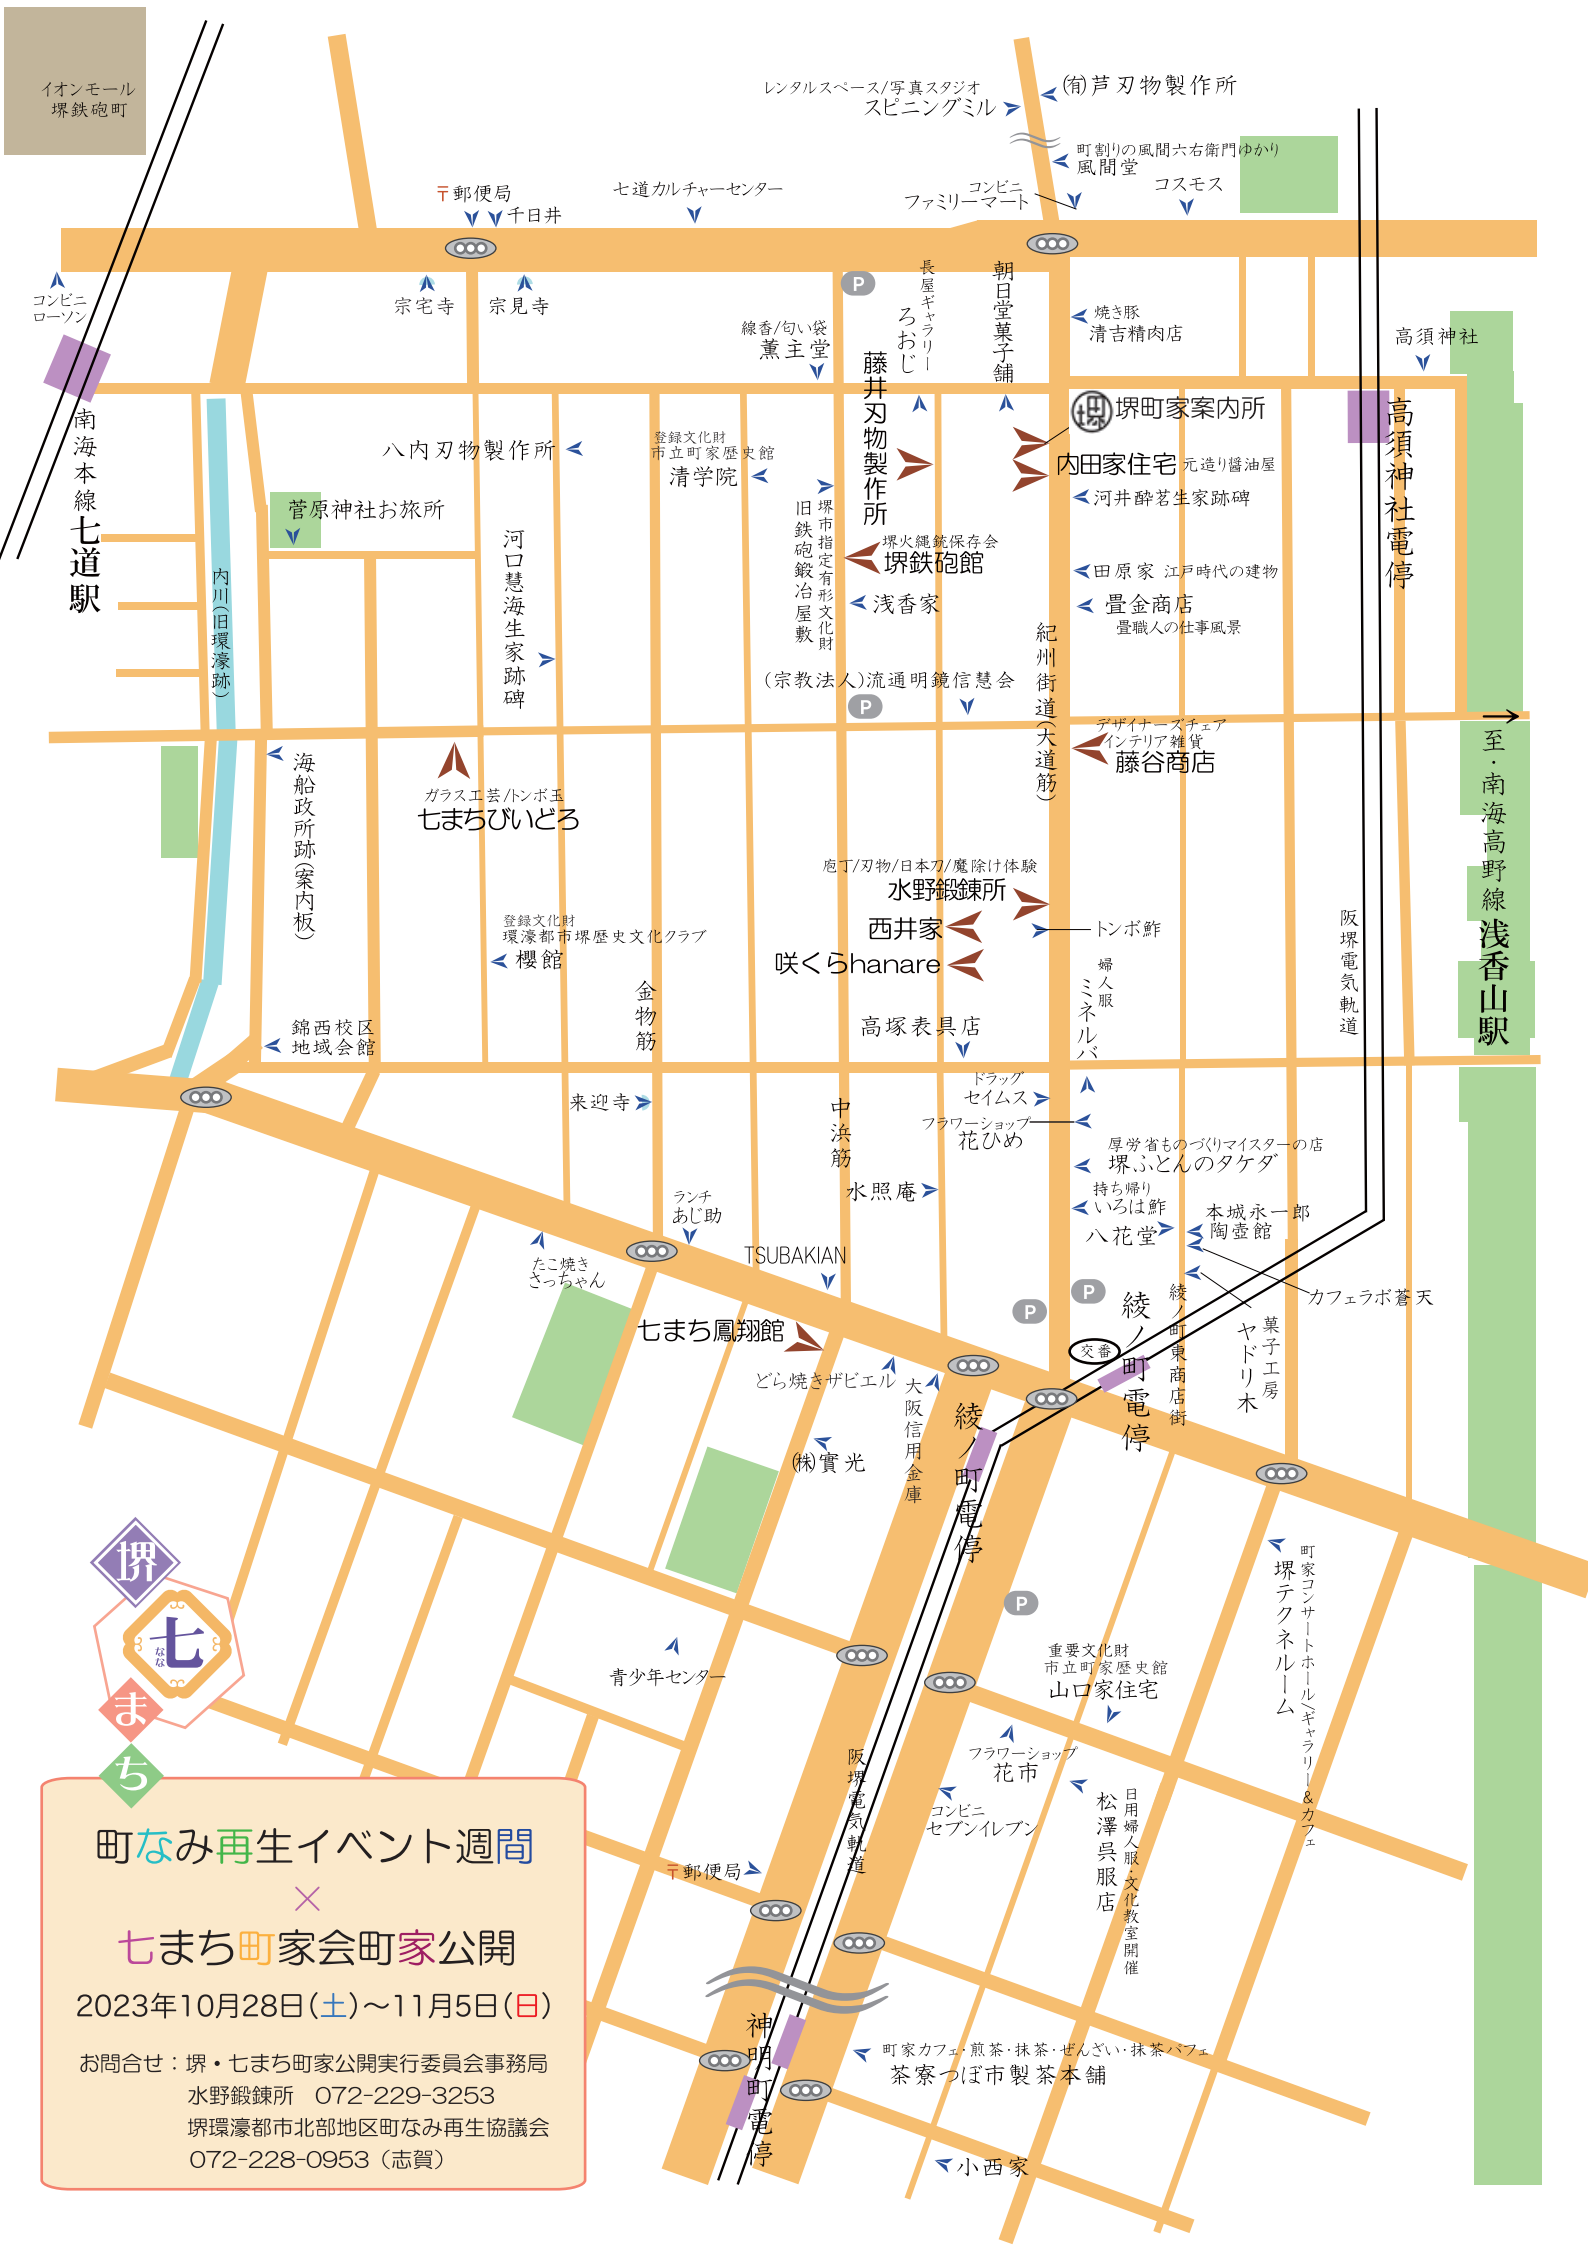 イオンモール
堺鉄砲町
レンタルスペース/写真スタジオ
スピニングミル
(有)芦刃物製作所
町割りの風間六右衛門ゆかり
風間堂
コスモス
コンビニ
ファミリーマート
七道カルチャーセンター
〒郵便局
千日井
コンビニ
ローソン
宗宅寺
宗見寺
P
長屋ギャラリー
ろおじ
朝日堂菓子舗
線香/匂い袋
薫主堂
焼き豚
清吉精肉店
高須神社
南海本線
七道駅
藤井刃物製作所
堺
堺町家案内所
高須神社電停
八内刃物製作所
登録文化財
市立町家歴史館
清学院
内田家住宅 元造り醤油屋
河井酔茗生家跡碑
菅原神社お旅所
堺市指定有形文化財
旧鉄砲鍛冶屋敷
河口慧海生家跡碑
堺火縄銃保存会
堺鉄砲館
浅香家
田原家 江戸時代の建物
畳金商店
畳職人の仕事風景
内川(旧環濠跡)
紀州街道(大道筋)
(宗教法人)流通明鏡信慧会
P
デザイナーズチェア
インテリア雑貨
藤谷商店
至・南海高野線
浅香山駅
海船政所跡(案内板)
ガラス工芸/トンボ玉
七まちびいどろ
庖丁/刃物/日本刀/魔除け体験
水野鍛錬所
西井家
トンボ鮓
咲くらhanare
登録文化財
環濠都市堺歴史文化クラブ
櫻館
阪堺電気軌道
婦人服
ミネルバ
金物筋
高塚表具店
錦西校区
地域会館
ドラッグ
セイムス
来迎寺
中浜筋
フラワーショップ
花ひめ
厚労省ものづくりマイスターの店
堺ふとんのタケダ
水照庵
持ち帰り
いろは鮓
八花堂
本城永一郎
陶壺館
ランチ
あじ助
TSUBAKIAN
たこ焼き
さっちゃん
カフェラボ蒼天
P
P
綾ノ町電停
綾ノ町東商店街
菓子工房
ヤドリ木
交番
七まち鳳翔館
どら焼きザビエル
大阪信用金庫
綾ノ町電停
(株)寶光
P
町家コンサートホール/ギャラリー&カフェ
堺テクネルーム
青少年センター
重要文化財
市立町家歴史館
山口家住宅
フラワーショップ
花市
コンビニ
セブンイレブン
日用婦人服・文化教室開催
松澤呉服店
阪堺電気軌道
〒郵便局
神明町電停
町家カフェ・煎茶・抹茶・ぜんざい・抹茶パフェ
茶寮つぼ市製茶本舗
小西家
堺
七
なな
ま
ち
町なみ再生イベント週間
×
七まち町家会町家公開
2023年10月28日(土)～11月5日(日)
お問合せ：堺・七まち町家公開実行委員会事務局
水野鍛錬所 072-229-3253
堺環濠都市北部地区町なみ再生協議会
072-228-0953（志賀）